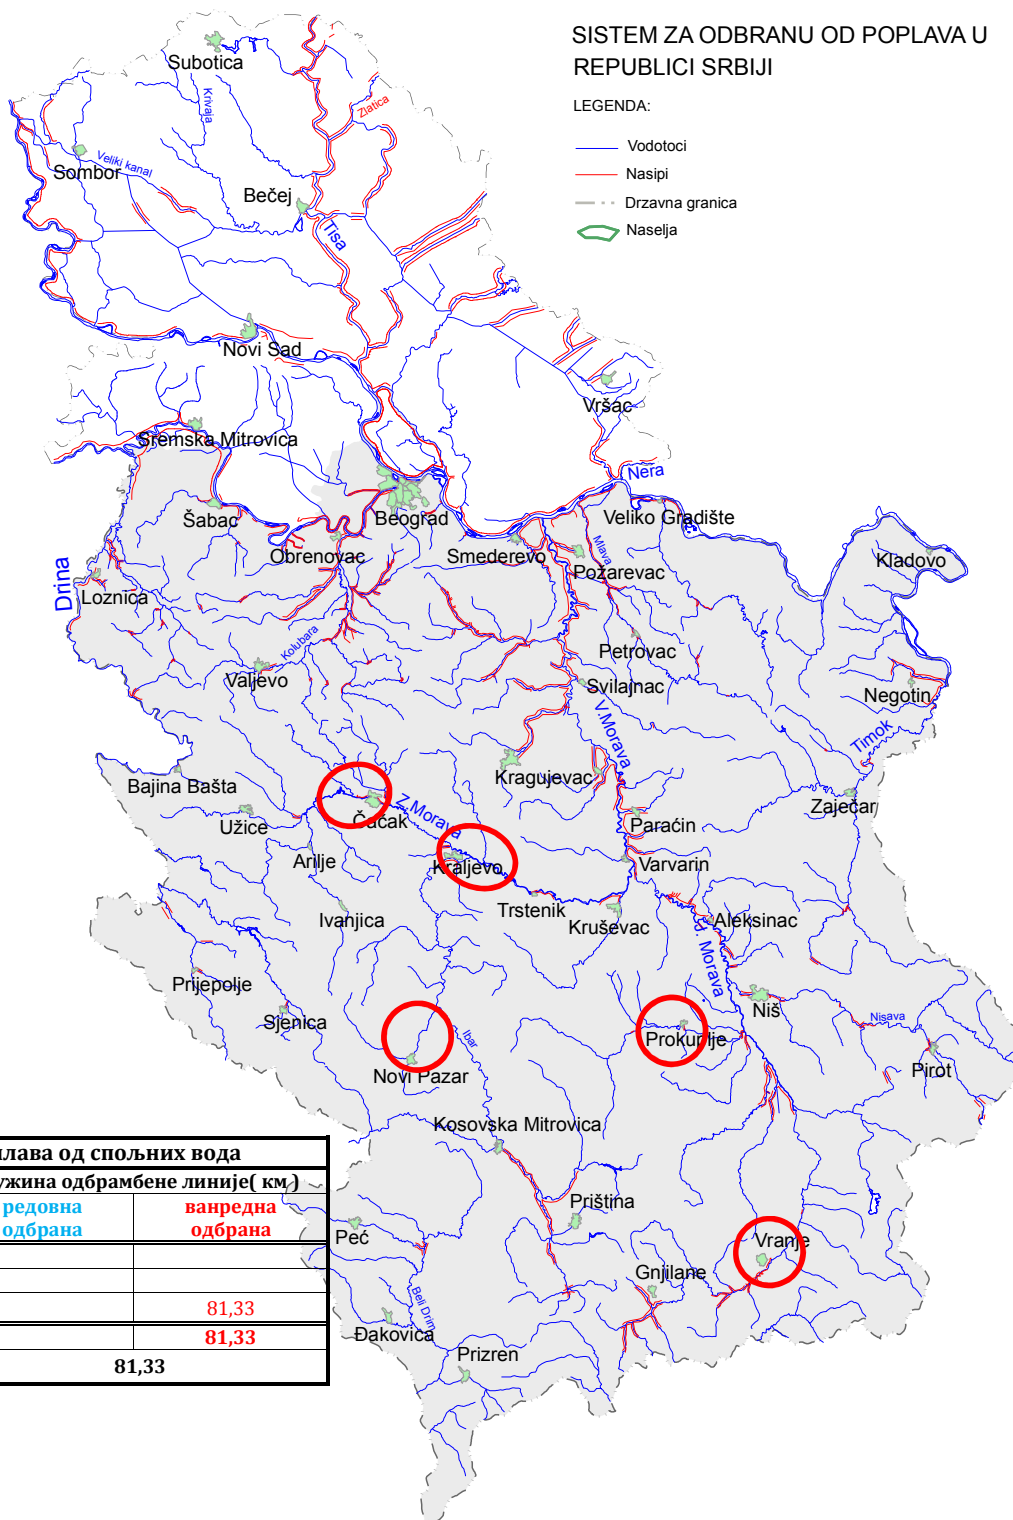 SISTEM ZA ODBRANU OD POPLAVA U
REPUBLICI SRBIJI
LEGENDA:
Vodotoci
Nasipi
Drzavna granica
Naselja
Subotica
Krivaja
Zlatica
Sombor
Veliki kanal
Bečej
Tisa
Novi Sad
Vršac
Sremska Mitrovica
Nera
Šabac
Beograd
Veliko Gradište
Obrenovac
Smederevo
Mlava
Požarevac
Kladovo
Drina
Loznica
Kolubara
Petrovac
Valjevo
Svilajnac
Negotin
V.Morava
Timok
Bajina Bašta
Kragujevac
Zaječar
Užice
Čačak
Z.Morava
Paraćin
Arilje
Kraljevo
Varvarin
Ivanjica
Trstenik
Kruševac
Aleksinac
J. Morava
Prijepolje
Sjenica
Niš
Nisava
Ibar
Prokuplje
Pirot
Novi Pazar
Kosovska Mitrovica
плава од спољних вода
ужина одбрамбене линије( км )
редовна ванредна
одбрана одбрана
81,33
81,33
81,33
Priština
Peć
Vranje
Gnjilane
Beli Drim
Đakovica
Prizren